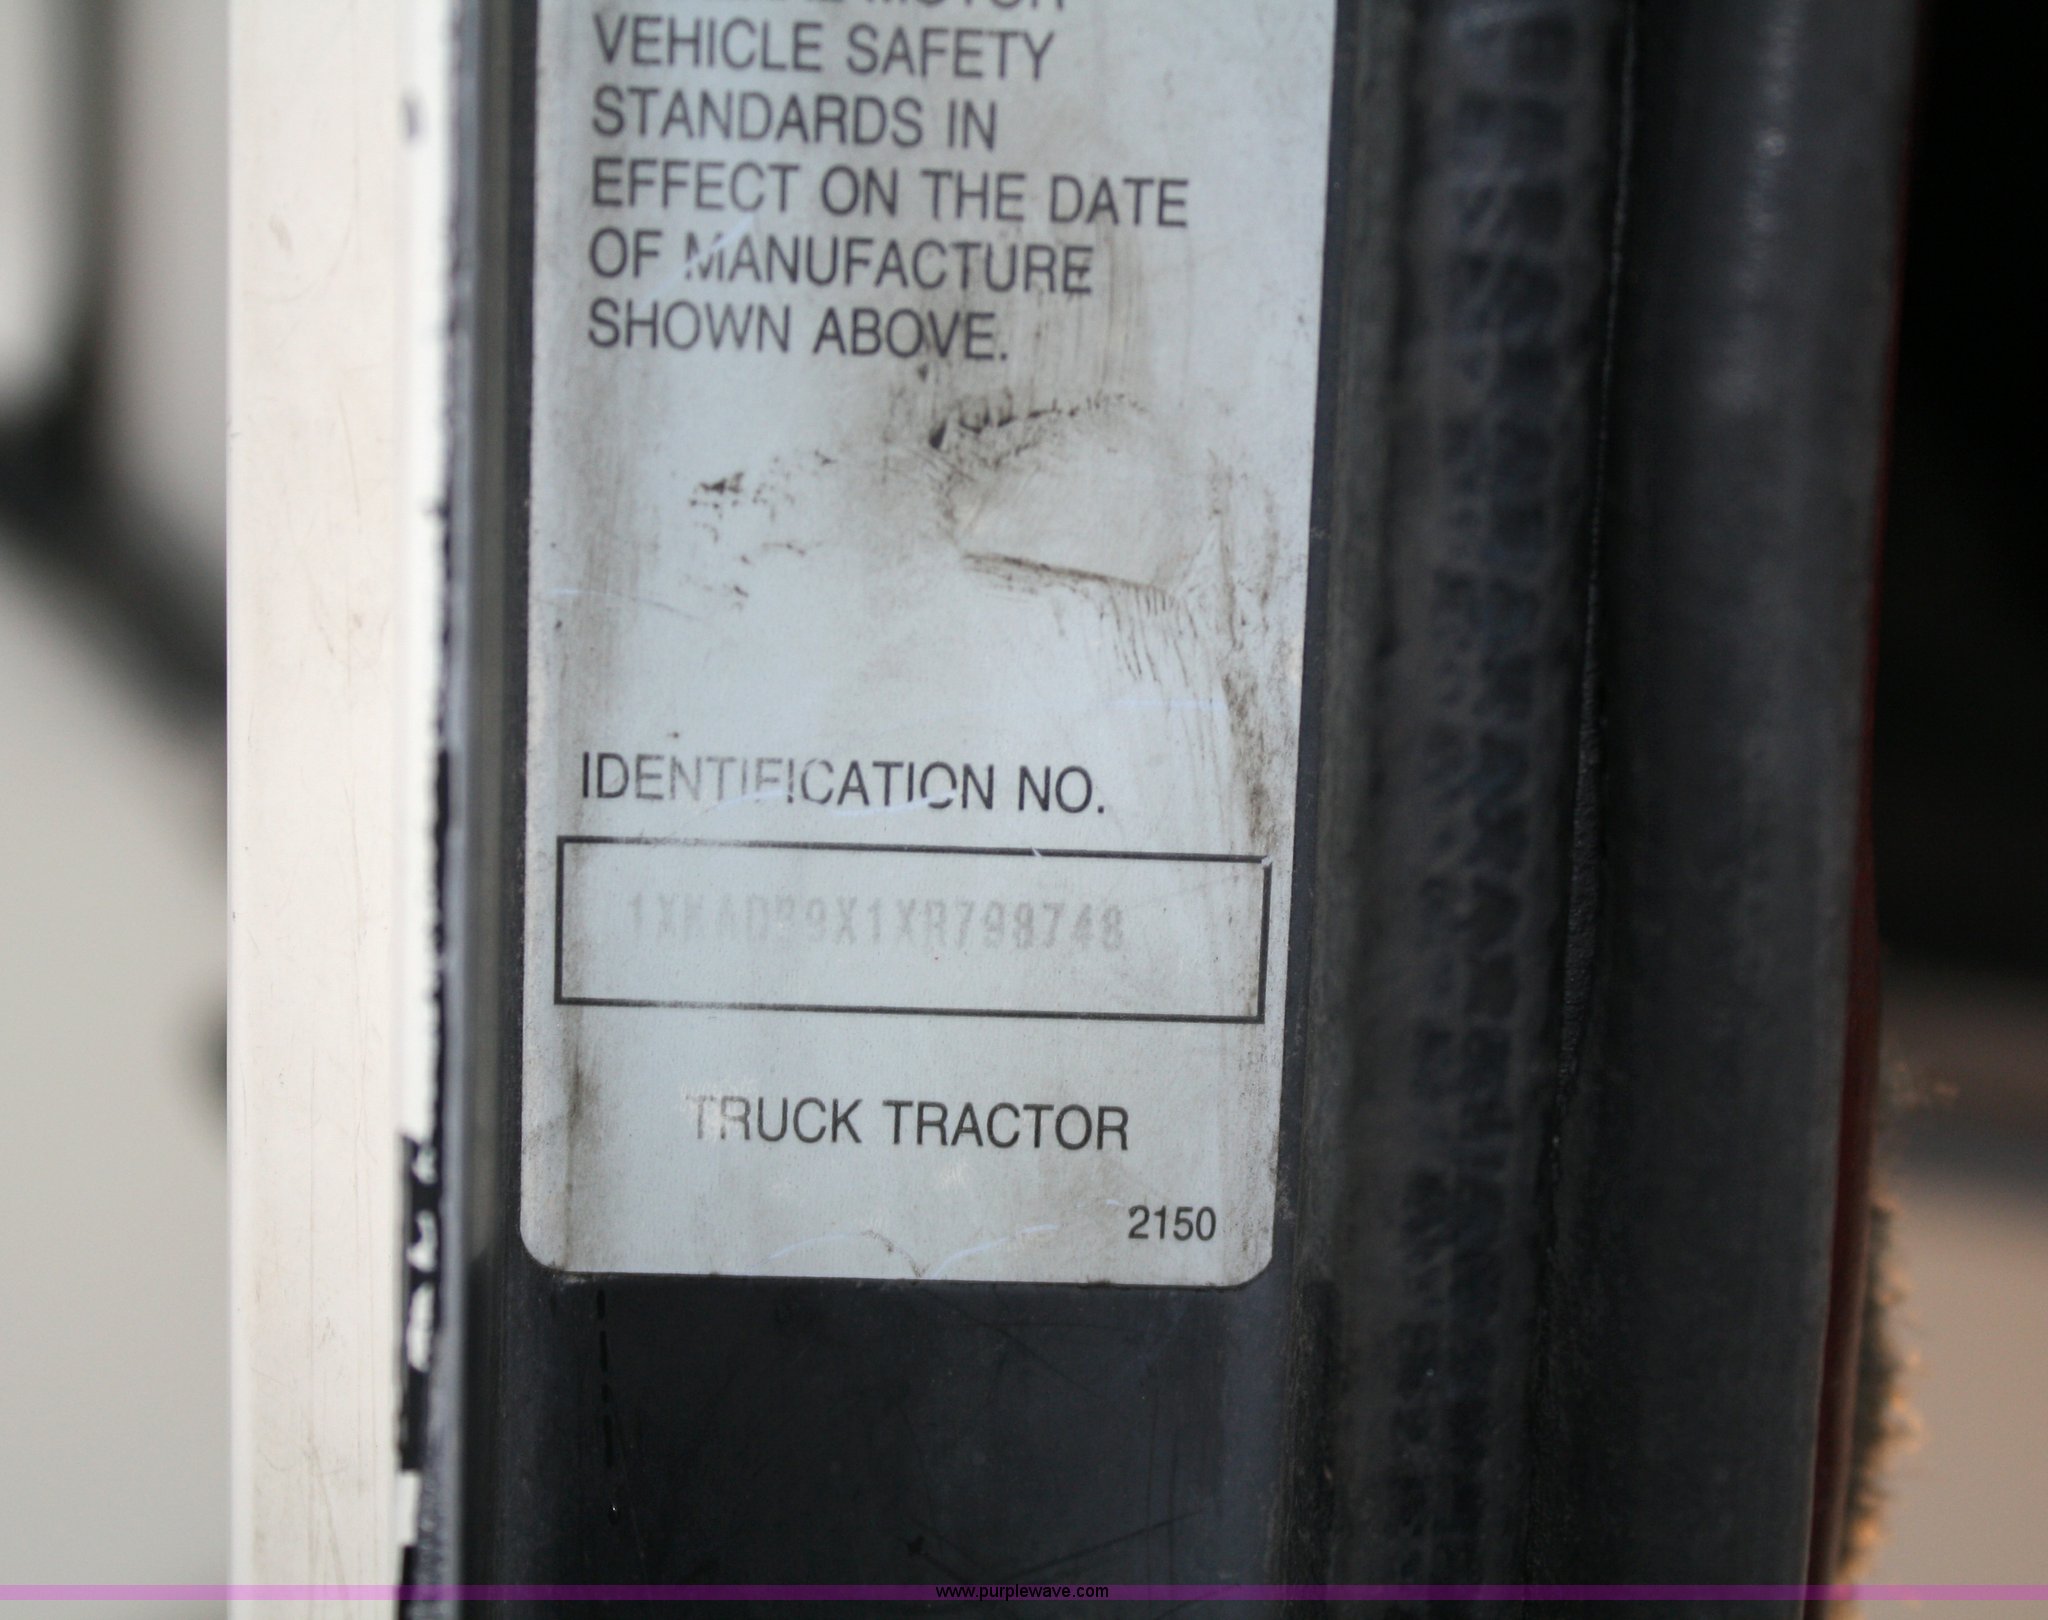 VEHICLE SAFETY
STANDARDS IN
EFFECT ON THE DATE
OF MANUFACTURE
SHOWN ABOVE.
IDENTIFICATION NO.
TRUCK TRACTOR
2150
www.purplewave.com